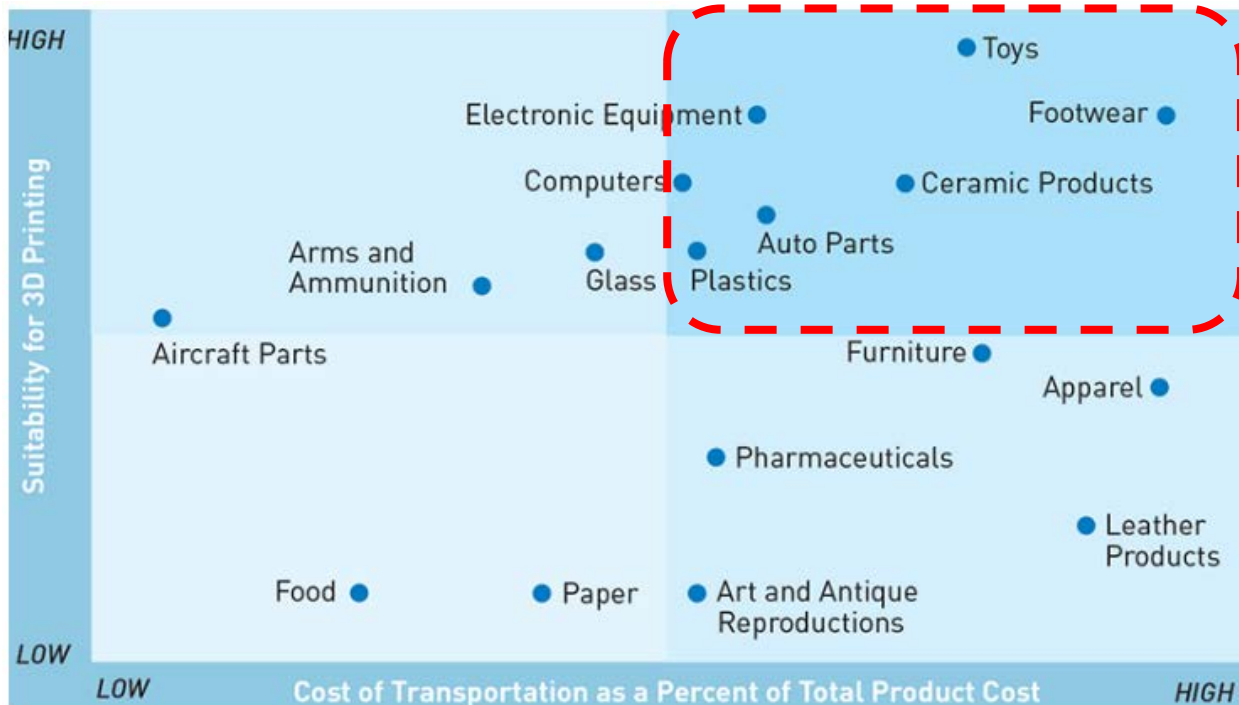 HIGH
Toys
Electronic Equipment
Footwear
Computers
Ceramic Products
Auto Parts
Arms and
Ammunition
Glass
Plastics
Aircraft Parts
Furniture
Apparel
Pharmaceuticals
Leather
Products
Food
Paper
Art and Antique
Reproductions
Suitability for 3D Printing
LOW
LOW
Cost of Transportation as a Percent of Total Product Cost
HIGH